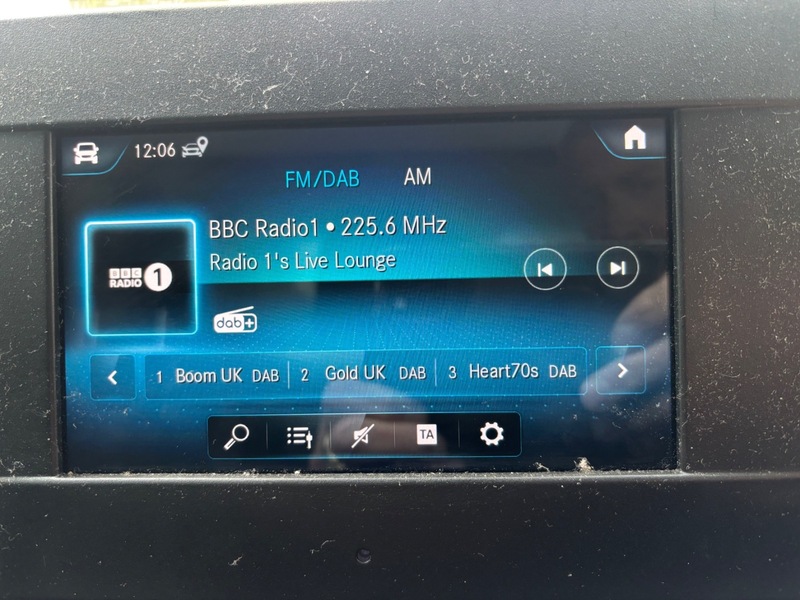 12:06
FM/DAB AM
BBC Radio1 • 225.6 MHz
Radio 1's Live Lounge
BBC
RADIO 1
dab+
1 Boom UK DAB 2 Gold UK DAB 3 Heart70s DAB
TA